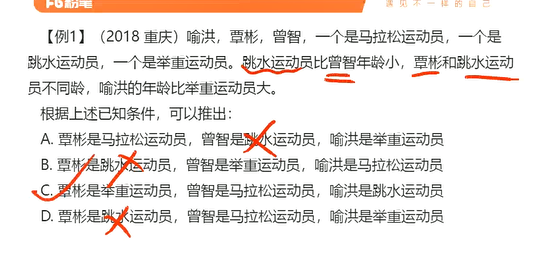 粉笔
遇见不一样的自己
【例1】（2018 重庆）喻洪，覃彬，曾智，一个是马拉松运动员，一个是
跳水运动员，一个是举重运动员。跳水运动员比曾智年龄小，覃彬和跳水运动
员不同龄，喻洪的年龄比举重运动员大。
根据上述已知条件，可以推出：
A. 覃彬是马拉松运动员，曾智是跳水运动员，喻洪是举重运动员
B. 覃彬是跳水运动员，曾智是举重运动员，喻洪是马拉松运动员
C. 覃彬是举重运动员，曾智是马拉松运动员，喻洪是跳水运动员
D. 覃彬是跳水运动员，曾智是马拉松运动员，喻洪是举重运动员